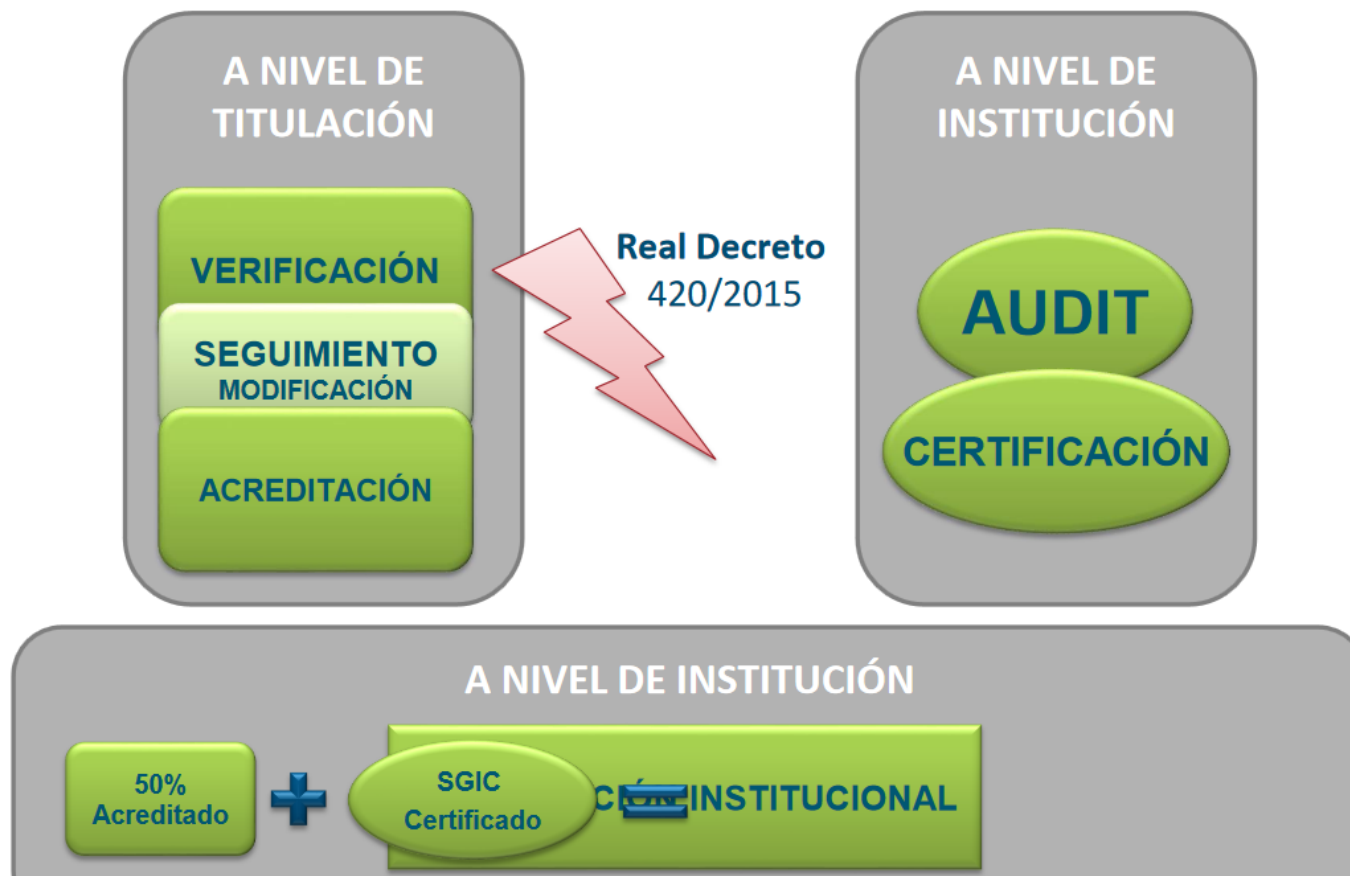 A NIVEL DE
TITULACIÓN
VERIFICACIÓN
SEGUIMIENTO
MODIFICACIÓN
ACREDITACIÓN
Real Decreto
420/2015
A NIVEL DE
INSTITUCIÓN
AUDIT
CERTIFICACIÓN
A NIVEL DE INSTITUCIÓN
50%
Acreditado
SGIC
Certificado
INSTITUCIONAL